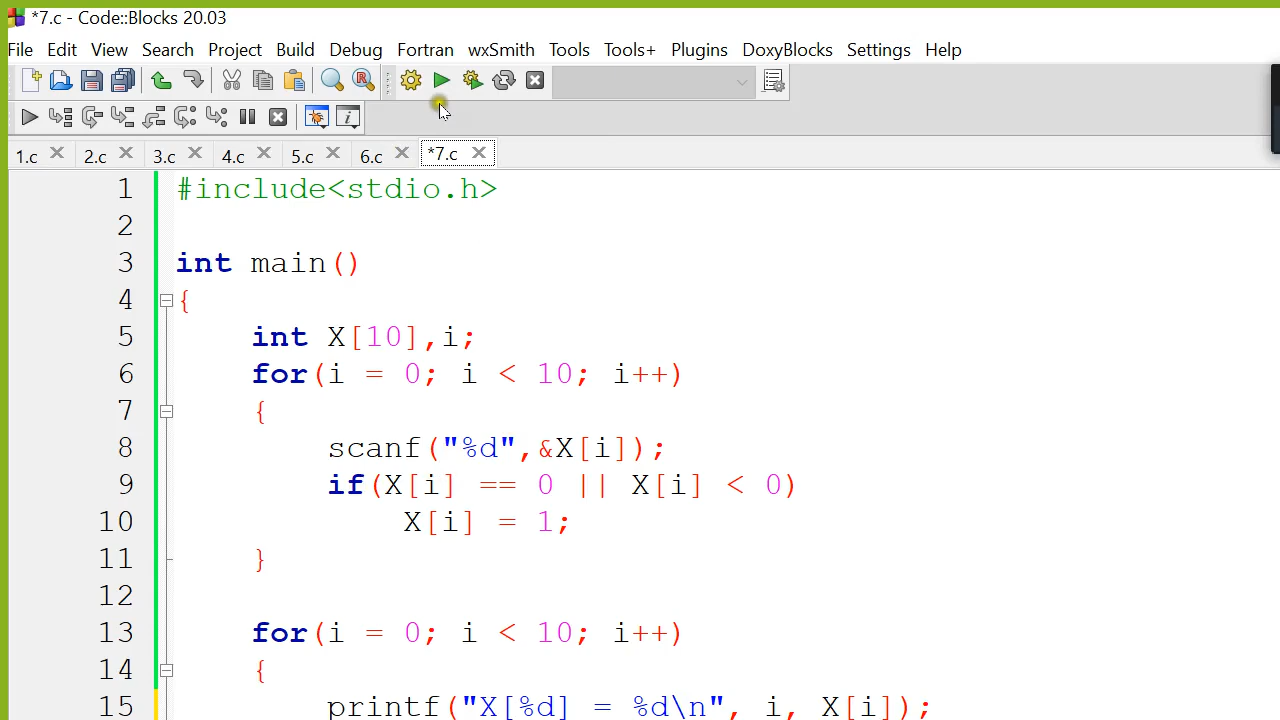 *7.c - Code::Blocks 20.03
File Edit View Search Project Build Debug Fortran wxSmith Tools Tools+ Plugins DoxyBlocks Settings Help
1.c 2.c 3.c 4.c 5.c 6.c *7.c
1 #include<stdio.h>
2
3 int main()
4 {
5 int X[10],i;
6 for(i = 0; i < 10; i++)
7 {
8 scanf("%d",&X[i]);
9 if(X[i] == 0 || X[i] < 0)
10 X[i] = 1;
11 }
12
13 for(i = 0; i < 10; i++)
14 {
15 printf("X[%d] = %d\n", i, X[i]);